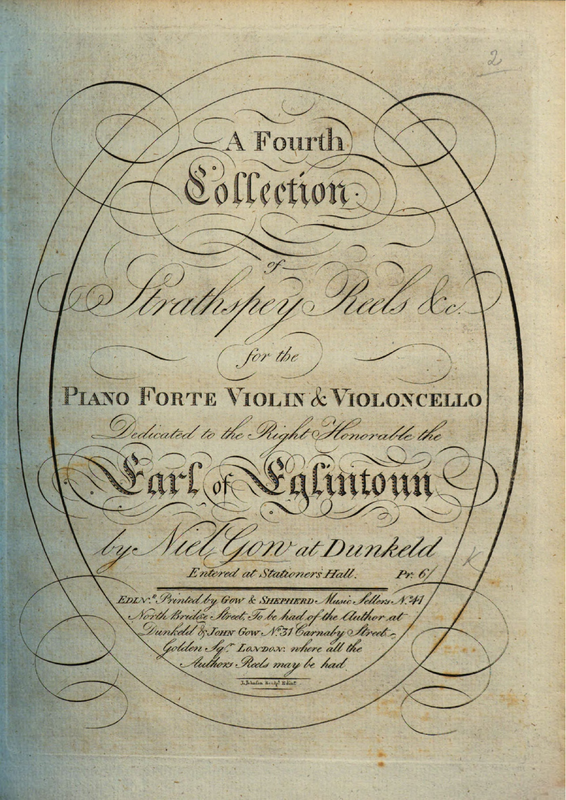 2
A Fourth
Collection
of
Strathspey Reels &c.
for the
PIANO FORTE VIOLIN & VIOLONCELLO
Dedicated to the Right Honorable the
Earl of Eglintoun
by Niel Gow at Dunkeld
Entered at Stationers Hall. Pr. 6/
EDINr. Printed by GOW & SHEPHERD Music Sellers No. 41
North Bridge Street, To be had of the Author at
Dunkeld & JOHN GOW No. 31 Carnaby Street
Golden Sqr. LONDON. where all the
Authors Reels may be had
J. Johnson Sculpt. Edinr.